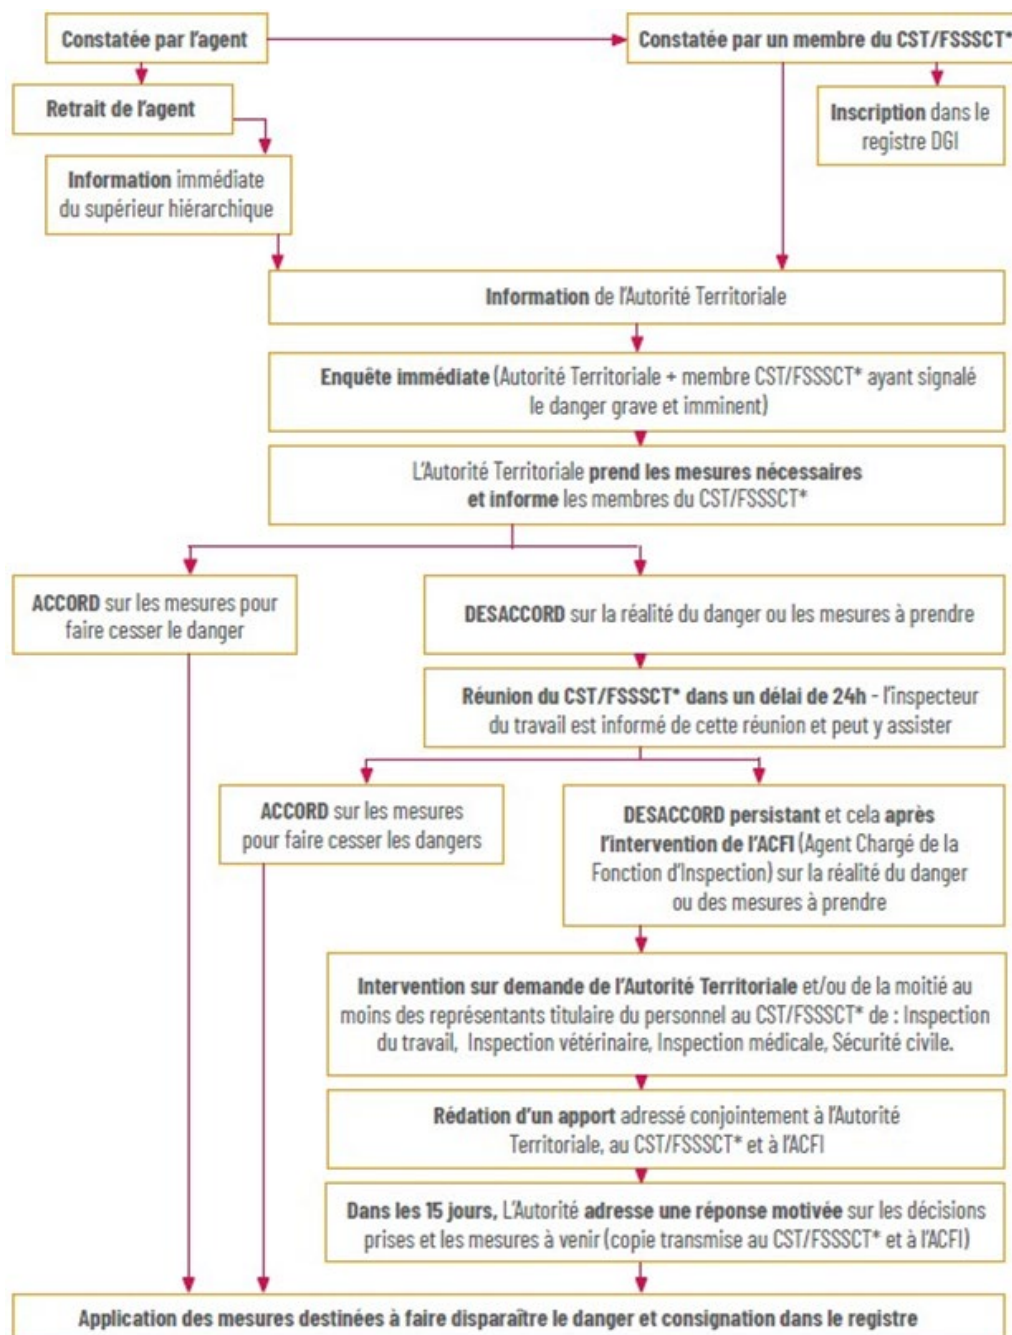 Constatée par l'agent
Constatée par un membre du CST/FSSSCT*
Retrait de l'agent
Inscription dans le
registre DGI
Information immédiate
du supérieur hiérarchique
Information de l'Autorité Territoriale
Enquête immédiate (Autorité Territoriale + membre CST/FSSSCT* ayant signalé
le danger grave et imminent)
L'Autorité Territoriale prend les mesures nécessaires
et informe les membres du CST/FSSSCT*
ACCORD sur les mesures pour
faire cesser le danger
DESACCORD sur la réalité du danger ou les mesures à prendre
Réunion du CST/FSSSCT* dans un délai de 24h - l'inspecteur
du travail est informé de cette réunion et peut y assister
ACCORD sur les mesures
pour faire cesser les dangers
DESACCORD persistant et cela après
l'intervention de l'ACFI (Agent Chargé de la
Fonction d'Inspection) sur la réalité du danger
ou des mesures à prendre
Intervention sur demande de l'Autorité Territoriale et/ou de la moitié au
moins des représentants titulaire du personnel au CST/FSSSCT* de : Inspection
du travail, Inspection vétérinaire, Inspection médicale, Sécurité civile.
Rédation d'un apport adressé conjointement à l'Autorité
Territoriale, au CST/FSSSCT* et à l'ACFI
Dans les 15 jours, L'Autorité adresse une réponse motivée sur les décisions
prises et les mesures à venir (copie transmise au CST/FSSSCT* et à l'ACFI)
Application des mesures destinées à faire disparaître le danger et consignation dans le registre